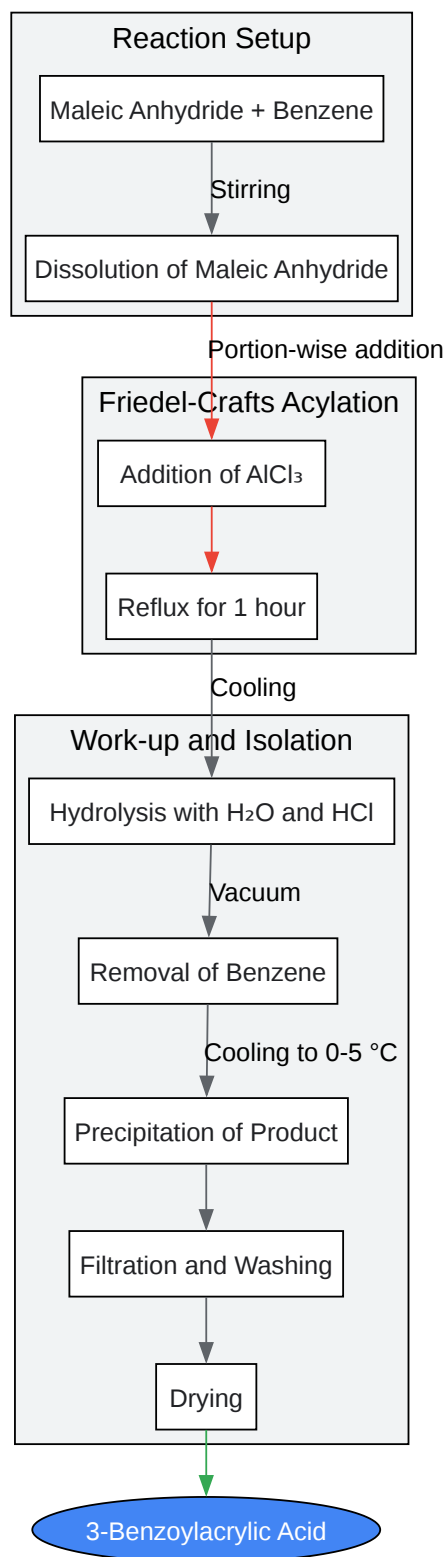 Reaction Setup
Maleic Anhydride + Benzene
Stirring
Dissolution of Maleic Anhydride
Portion-wise addition
Friedel-Crafts Acylation
Addition of AlCl₃
Reflux for 1 hour
Cooling
Work-up and Isolation
Hydrolysis with H₂O and HCl
Vacuum
Removal of Benzene
Cooling to 0-5 °C
Precipitation of Product
Filtration and Washing
Drying
3-Benzoylacrylic Acid